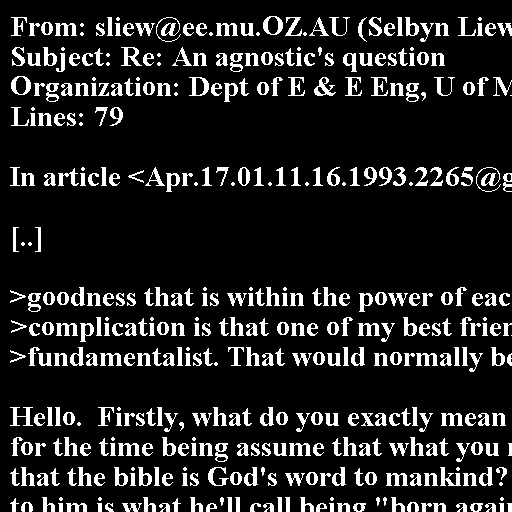 From: sliew@ee.mu.OZ.AU (Selbyn Liew
Subject: Re: An agnostic's question
Organization: Dept of E & E Eng, U of M
Lines: 79
In article <Apr.17.01.11.16.1993.2265@g
[..]
>goodness that is within the power of eac
>complication is that one of my best frien
>fundamentalist. That would normally be
Hello.  Firstly, what do you exactly mean
for the time being assume that what you
that the bible is God's word to mankind?
to him is what he'll call being "born again